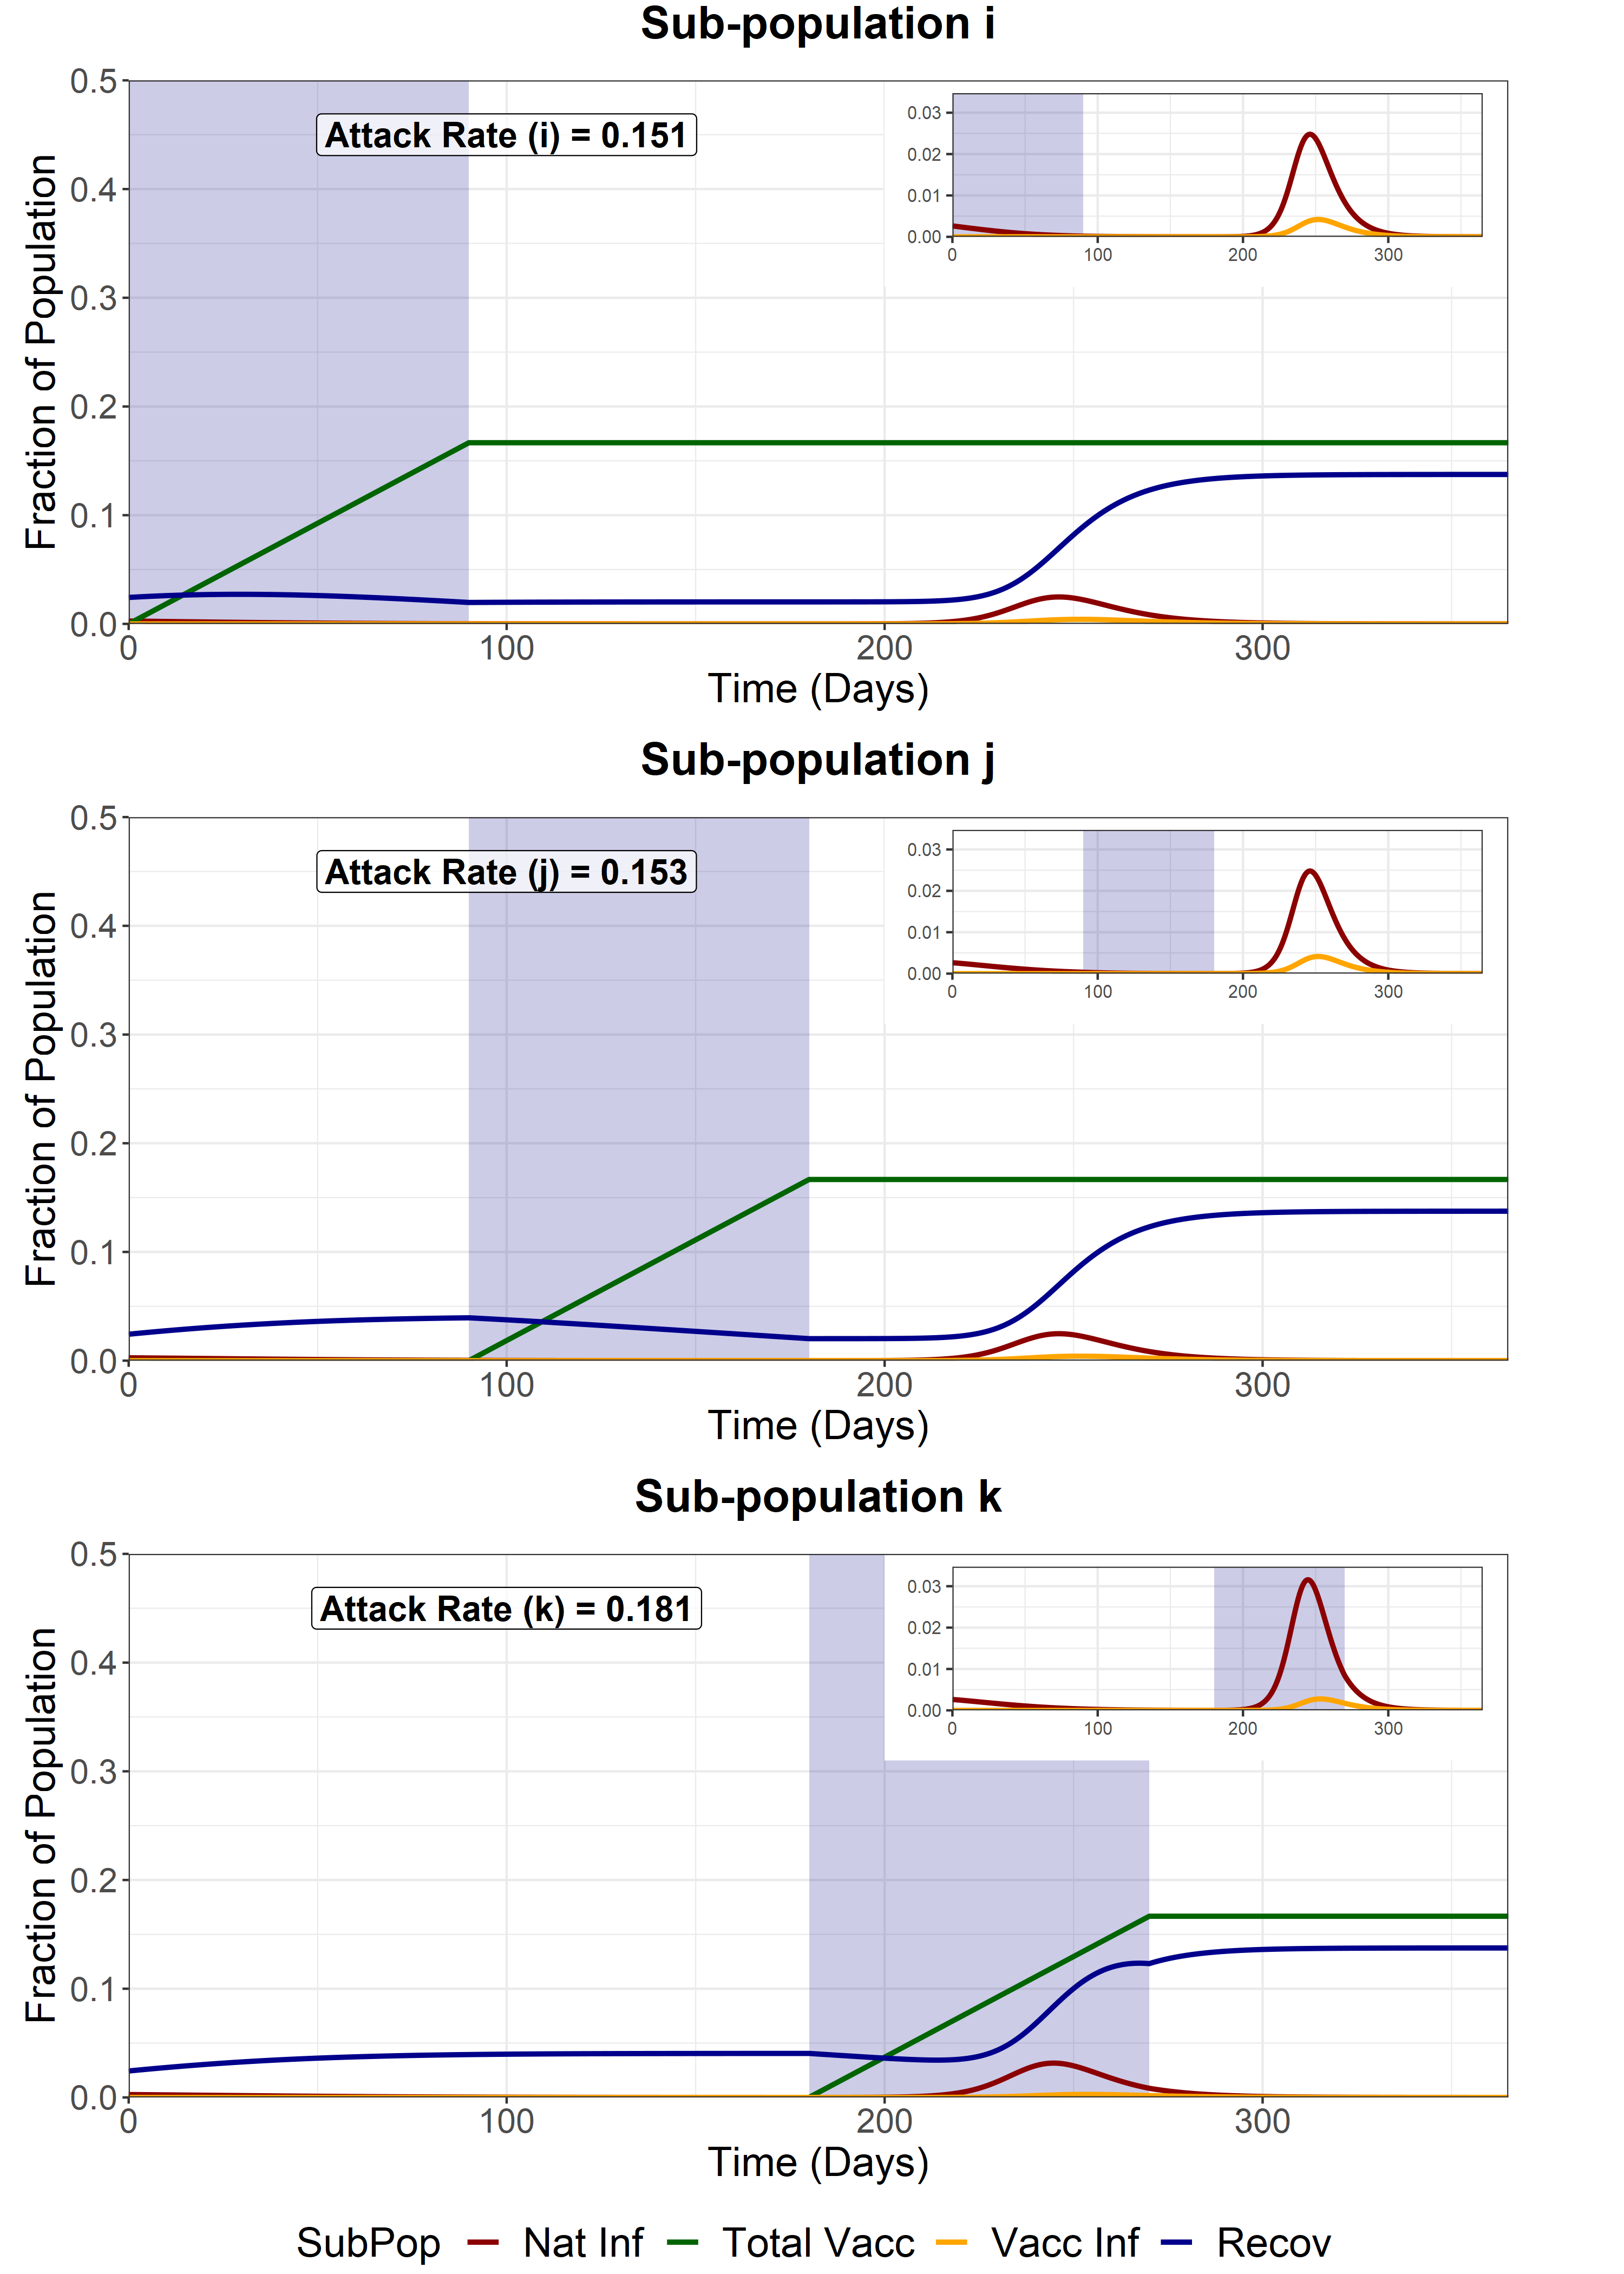 Sub-population i
Fraction of Population
0.5
0.4
0.3
0.2
0.1
0.0
Attack Rate (i) = 0.151
0.03
0.02
0.01
0.00
0 100 200 300
0 100 200 300
Time (Days)
Sub-population j
Fraction of Population
0.5
0.4
0.3
0.2
0.1
0.0
Attack Rate (j) = 0.153
0.03
0.02
0.01
0.00
0 100 200 300
0 100 200 300
Time (Days)
Sub-population k
Fraction of Population
0.5
0.4
0.3
0.2
0.1
0.0
Attack Rate (k) = 0.181
0.03
0.02
0.01
0.00
0 100 200 300
0 100 200 300
Time (Days)
SubPop Nat Inf Total Vacc Vacc Inf Recov